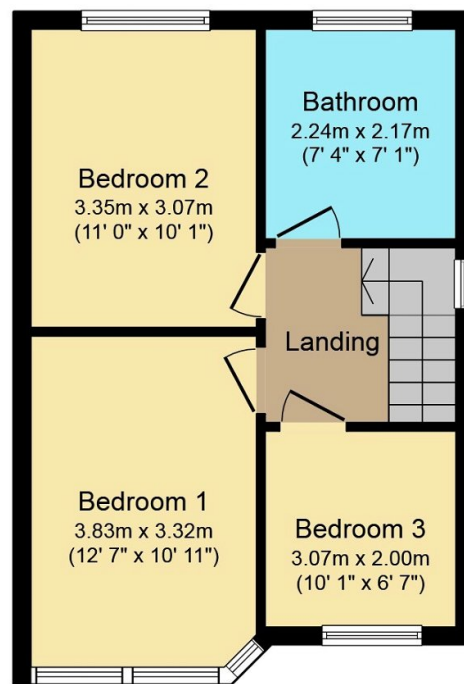 Bathroom
2.24m x 2.17m
(7' 4" x 7' 1")
Bedroom 2
3.35m x 3.07m
(11' 0" x 10' 1")
Landing
Bedroom 1
3.83m x 3.32m
(12' 7" x 10' 11")
Bedroom 3
3.07m x 2.00m
(10' 1" x 6' 7")